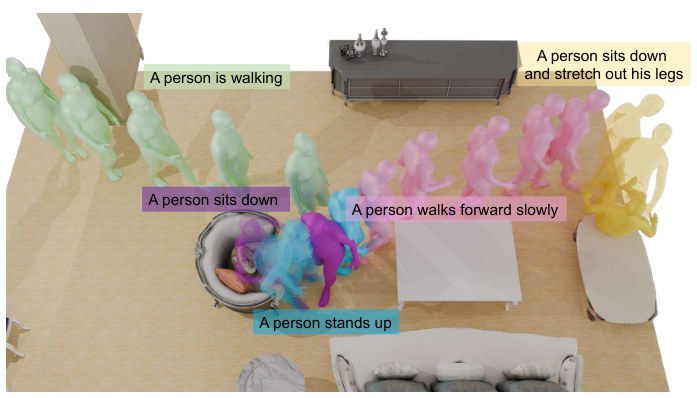 A person sits down
and stretch out his legs
A person is walking
A person sits down
A person walks forward slowly
A person stands up